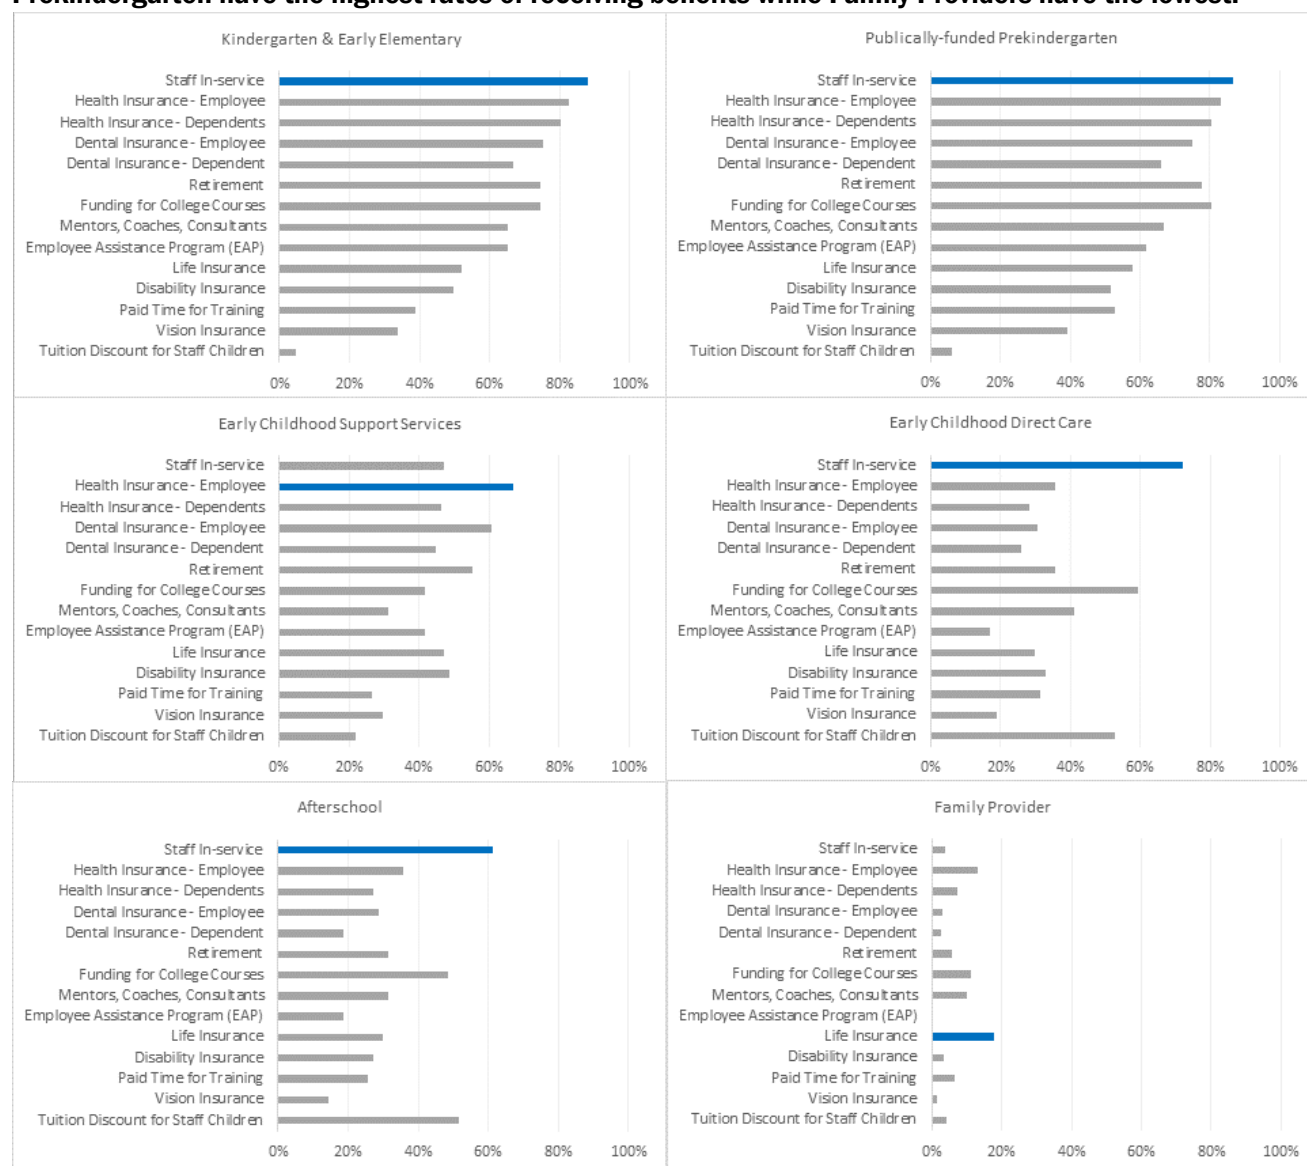 Prekindergarten have the highest rates of receiving benefits while Family Providers have the lowest.
Kindergarten & Early Elementary
Staff In-service
Health Insurance - Employee
Health Insurance - Dependents
Dental Insurance - Employee
Dental Insurance - Dependent
Retirement
Funding for College Courses
Mentors, Coaches, Consultants
Employee Assistance Program (EAP)
Life Insurance
Disability Insurance
Paid Time for Training
Vision Insurance
Tuition Discount for Staff Children
0% 20% 40% 60% 80% 100%
Publically-funded Prekindergarten
Staff In-service
Health Insurance - Employee
Health Insurance - Dependents
Dental Insurance - Employee
Dental Insurance - Dependent
Retirement
Funding for College Courses
Mentors, Coaches, Consultants
Employee Assistance Program (EAP)
Life Insurance
Disability Insurance
Paid Time for Training
Vision Insurance
Tuition Discount for Staff Children
0% 20% 40% 60% 80% 100%
Early Childhood Support Services
Staff In-service
Health Insurance - Employee
Health Insurance - Dependents
Dental Insurance - Employee
Dental Insurance - Dependent
Retirement
Funding for College Courses
Mentors, Coaches, Consultants
Employee Assistance Program (EAP)
Life Insurance
Disability Insurance
Paid Time for Training
Vision Insurance
Tuition Discount for Staff Children
0% 20% 40% 60% 80% 100%
Early Childhood Direct Care
Staff In-service
Health Insurance - Employee
Health Insurance - Dependents
Dental Insurance - Employee
Dental Insurance - Dependent
Retirement
Funding for College Courses
Mentors, Coaches, Consultants
Employee Assistance Program (EAP)
Life Insurance
Disability Insurance
Paid Time for Training
Vision Insurance
Tuition Discount for Staff Children
0% 20% 40% 60% 80% 100%
Afterschool
Staff In-service
Health Insurance - Employee
Health Insurance - Dependents
Dental Insurance - Employee
Dental Insurance - Dependent
Retirement
Funding for College Courses
Mentors, Coaches, Consultants
Employee Assistance Program (EAP)
Life Insurance
Disability Insurance
Paid Time for Training
Vision Insurance
Tuition Discount for Staff Children
0% 20% 40% 60% 80% 100%
Family Provider
Staff In-service
Health Insurance - Employee
Health Insurance - Dependents
Dental Insurance - Employee
Dental Insurance - Dependent
Retirement
Funding for College Courses
Mentors, Coaches, Consultants
Employee Assistance Program (EAP)
Life Insurance
Disability Insurance
Paid Time for Training
Vision Insurance
Tuition Discount for Staff Children
0% 20% 40% 60% 80% 100%